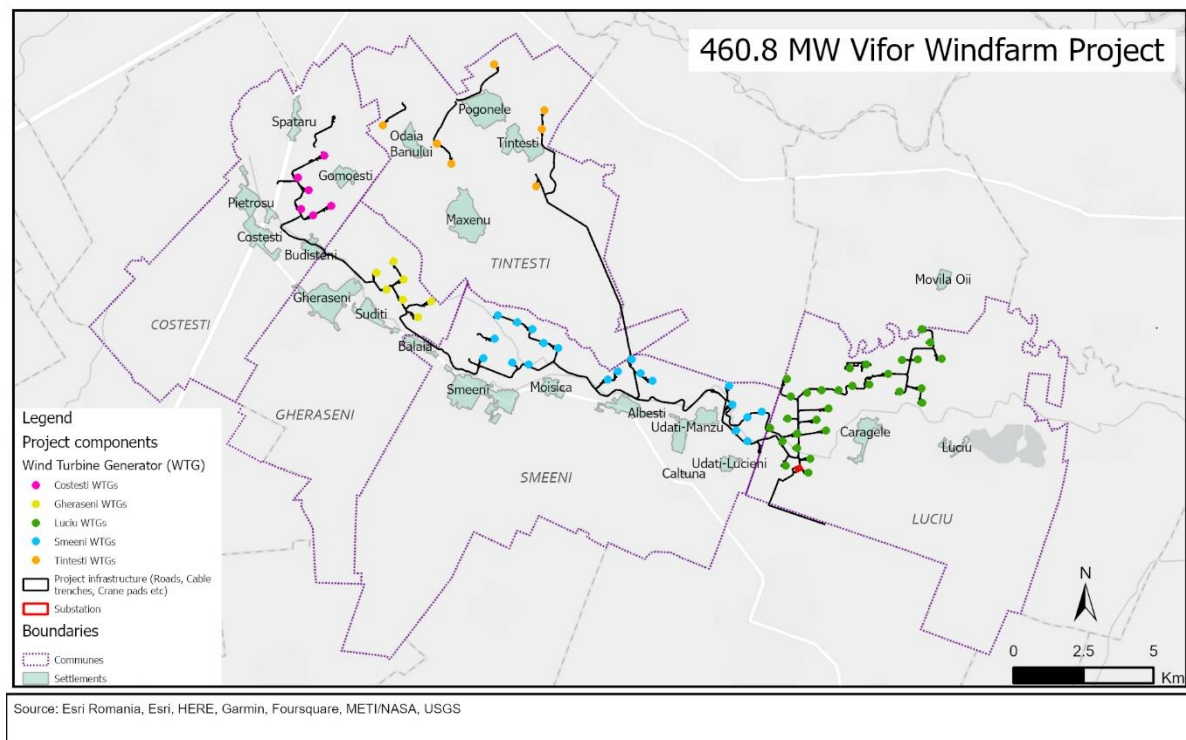 460.8 MW Vifor Windfarm Project
Pogonele
Spataru
Odaia
Banului
Tintesti
Gomoesti
Pietrosu
Maxenu
Costesti
Budisteni
TINTESTI
Movila Oii
Gheraseni
Suditi
COSTESTI
Balaia
Smeeni
Moisica
Albesti
Udati-Manzu
Caragele
Luciu
GHERASENI
Udati-Lucieni
Caltuna
SMEENI
LUCIU
Legend
Project components
Wind Turbine Generator (WTG)
Costesti WTGs
Gheraseni WTGs
Luciu WTGs
Smeeni WTGs
Tintesti WTGs
Project infrastructure (Roads, Cable
trenches, Crane pads etc)
Substation
Boundaries
Communes
Settlements
N
0 2.5 5
Km
Source: Esri Romania, Esri, HERE, Garmin, Foursquare, METI/NASA, USGS